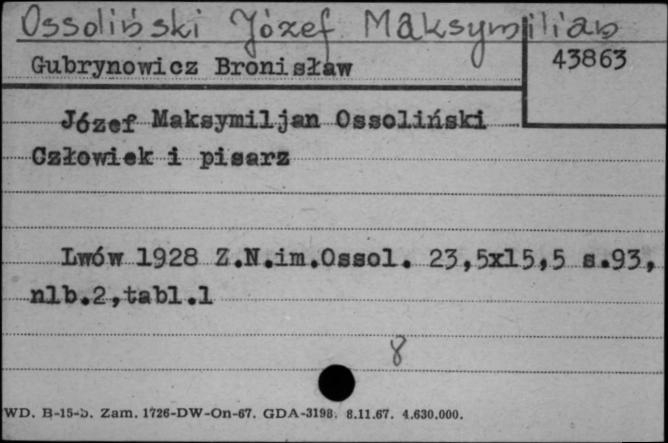 Ossoliński Józef Maksymilian
Gubrynowicz Bronisław
43863
Józef Maksymiljan Ossoliński
Człowiek i pisarz
Lwów 1928 Z.N.im.Ossol. 23,5x15,5 s.93,
nlb.2,tabl.1
8
WD. B-15-b. Zam. 1726-DW-On-67. GDA-3198. 8.11.67. 4.630.000.